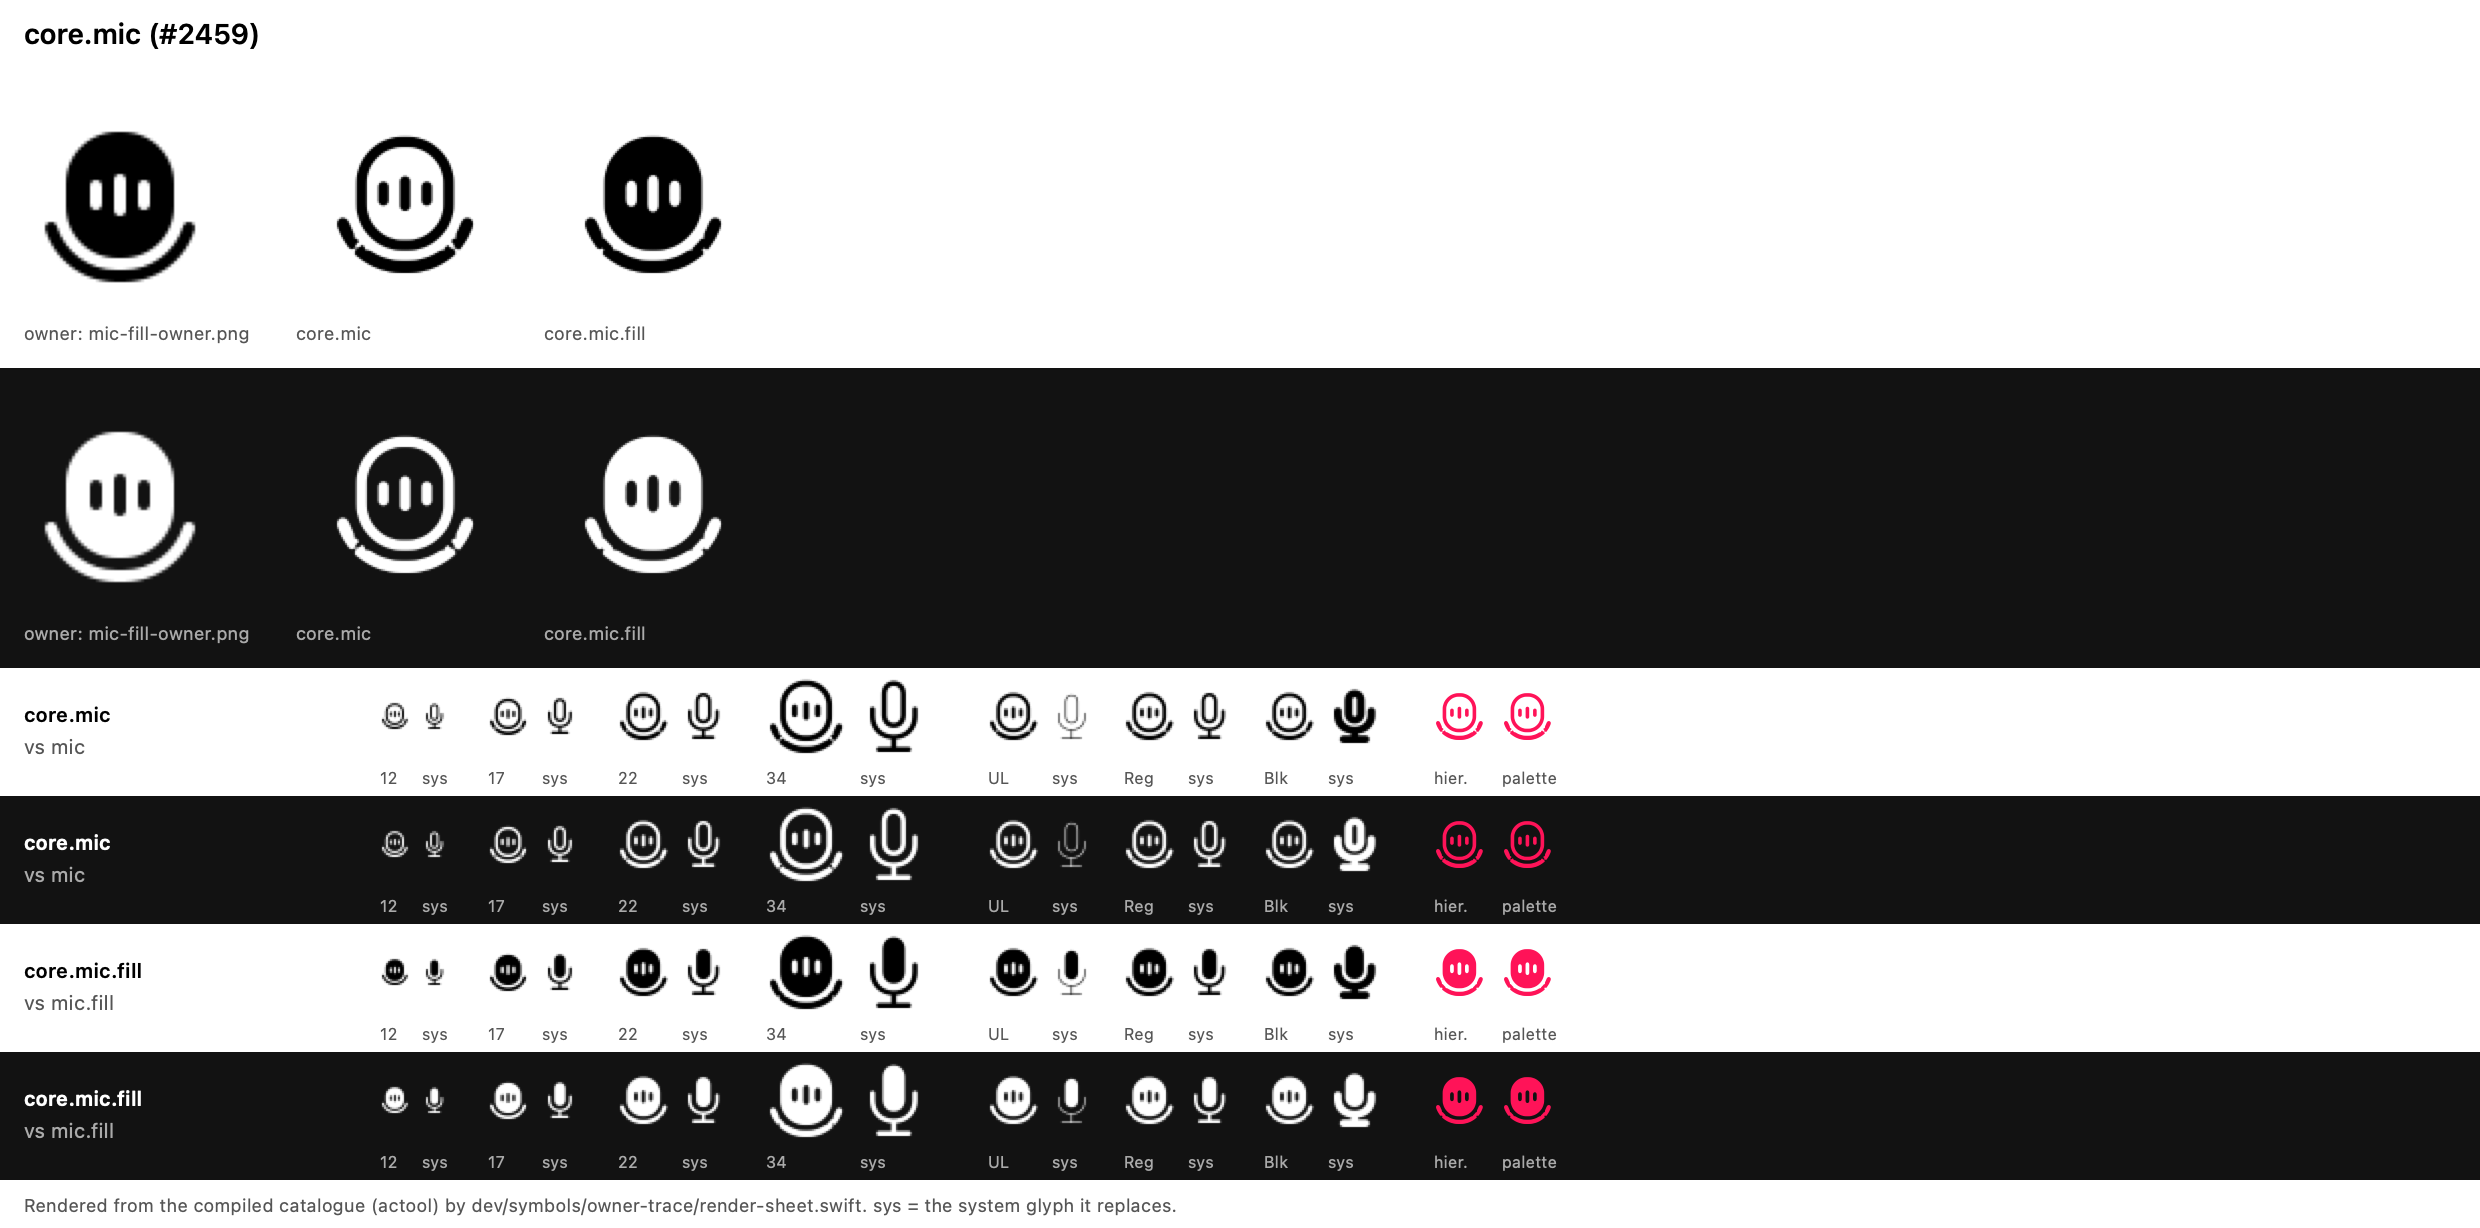 core.mic (#2459)
owner: mic-fill-owner.png core.mic core.mic.fill
owner: mic-fill-owner.png core.mic core.mic.fill
core.mic
vs mic
12 sys 17 sys 22 sys 34 sys UL sys Reg sys Blk sys hier. palette
core.mic
vs mic
12 sys 17 sys 22 sys 34 sys UL sys Reg sys Blk sys hier. palette
core.mic.fill
vs mic.fill
12 sys 17 sys 22 sys 34 sys UL sys Reg sys Blk sys hier. palette
core.mic.fill
vs mic.fill
12 sys 17 sys 22 sys 34 sys UL sys Reg sys Blk sys hier. palette
Rendered from the compiled catalogue (actool) by dev/symbols/owner-trace/render-sheet.swift. sys = the system glyph it replaces.